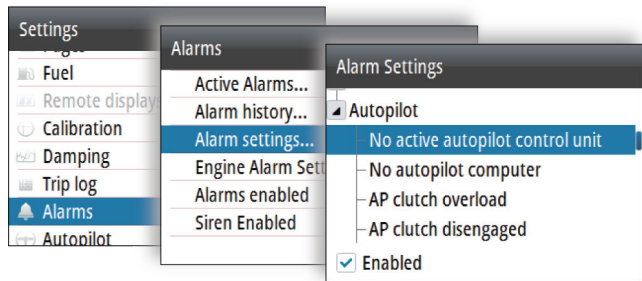 Settings
Pages
Fuel
Remote displays
Calibration
Damping
Trip log
Alarms
Autopilot
Alarms
Active Alarms...
Alarm history...
Alarm settings...
Engine Alarm Sett
Alarms enabled
Siren Enabled
Alarm Settings
Autopilot
No active autopilot control unit
No autopilot computer
AP clutch overload
AP clutch disengaged
Enabled